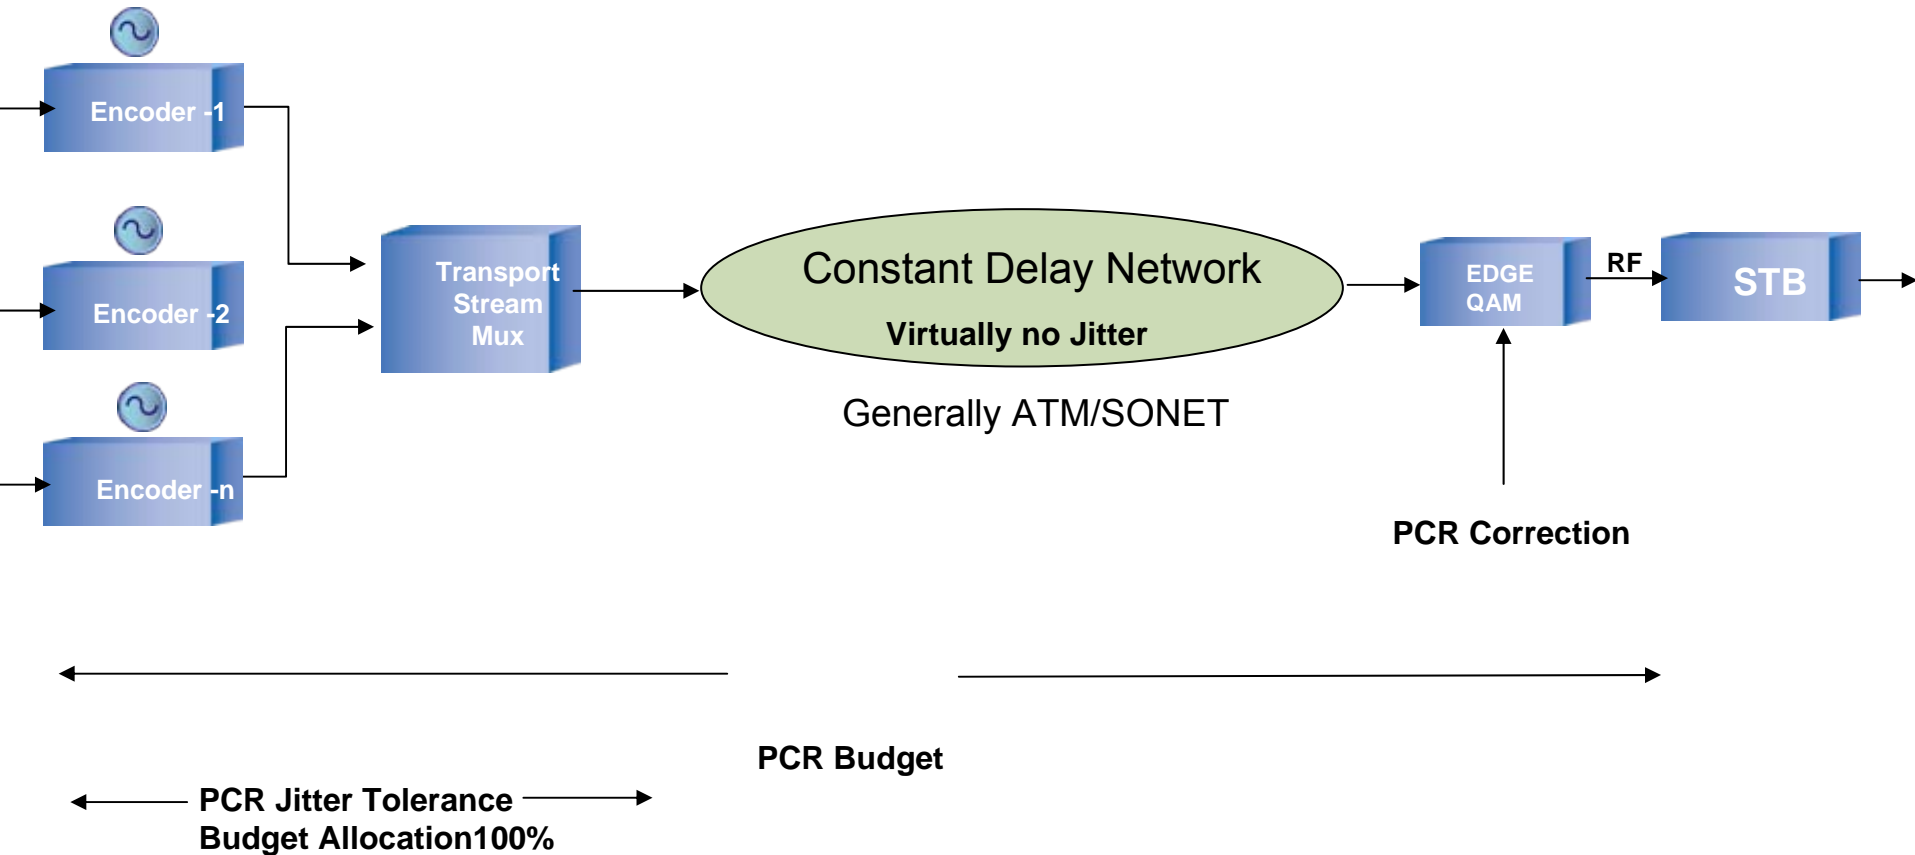 Encoder -1
Encoder -2
Encoder -n
Transport
Stream
Mux
Constant Delay Network
Virtually no Jitter
Generally ATM/SONET
EDGE
QAM
RF
STB
PCR Correction
PCR Budget
PCR Jitter Tolerance
Budget Allocation100%